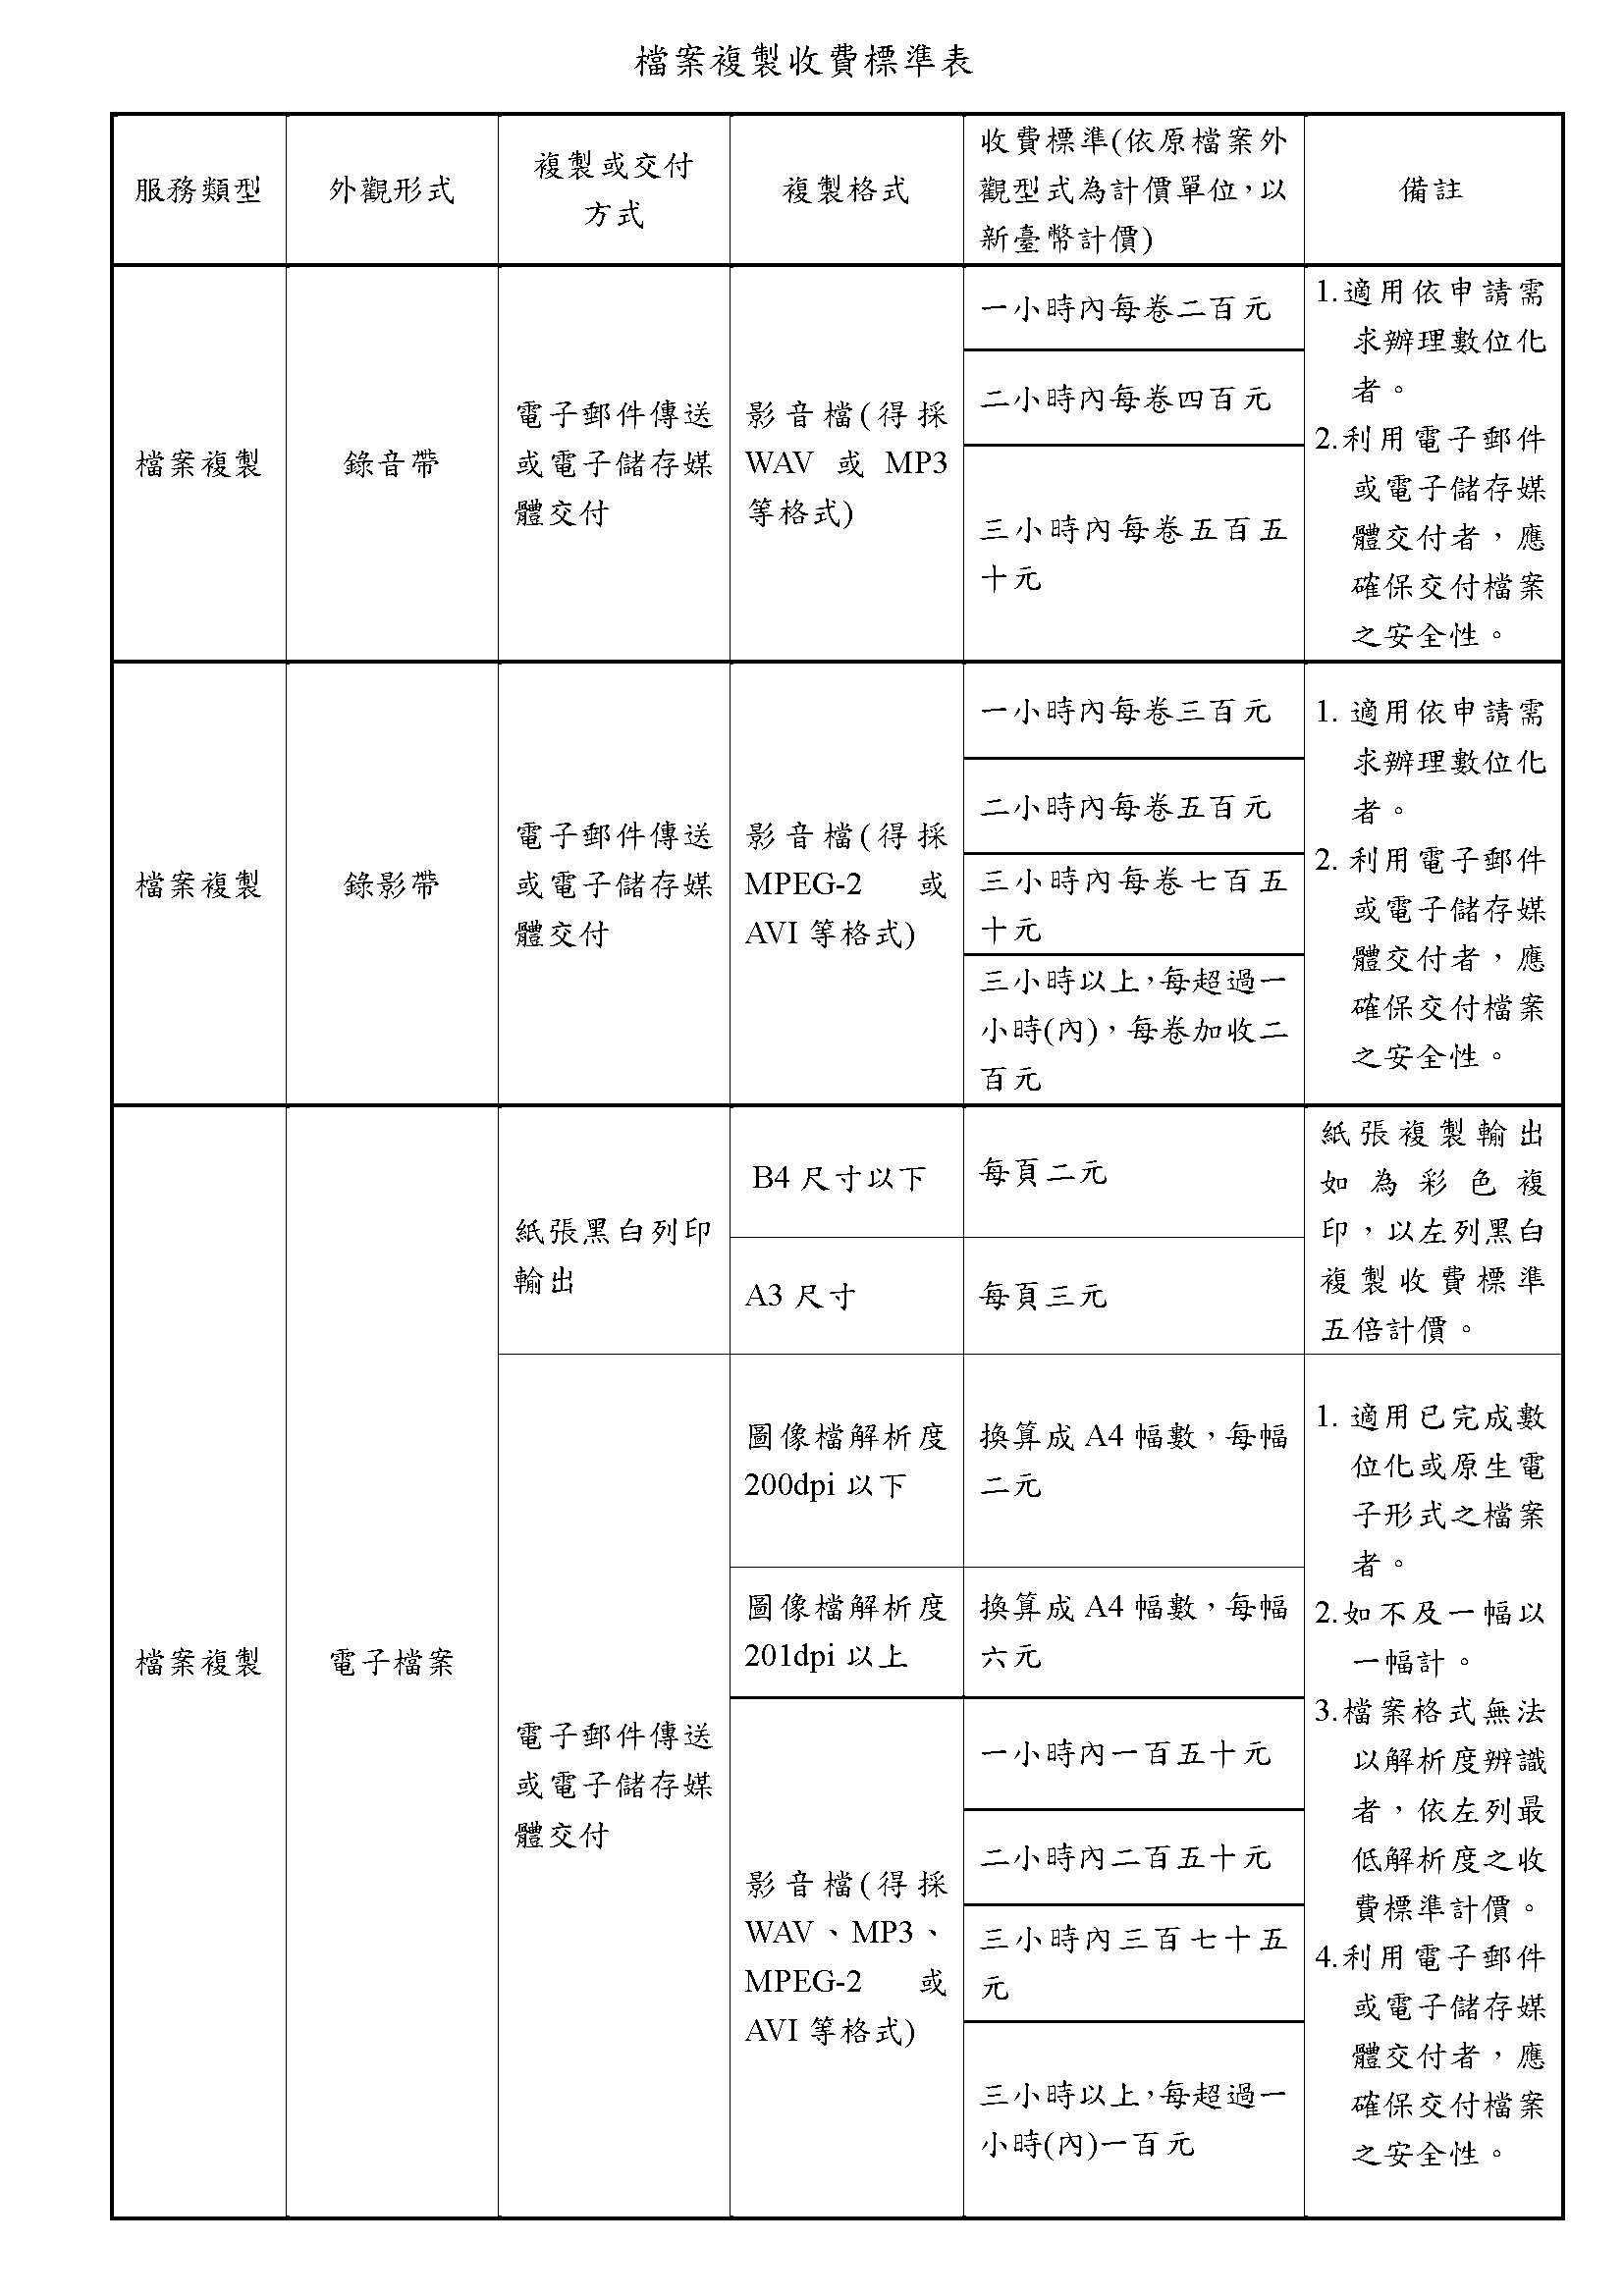 檔案複製收費標準表
服務類型
外觀形式
複製或交付
方式
複製格式
收費標準(依原檔案外
觀型式為計價單位，以
新臺幣計價)
備註
檔案複製
錄音帶
電子郵件傳送
或電子儲存媒
體交付
影音檔(得採
WAV 或 MP3
等格式)
一小時內每卷二百元
二小時內每卷四百元
三小時內每卷五百五
十元
1.適用依申請需
求辦理數位化
者。
2.利用電子郵件
或電子儲存媒
體交付者，應
確保交付檔案
之安全性。
檔案複製
錄影帶
電子郵件傳送
或電子儲存媒
體交付
影音檔(得採
MPEG-2 或
AVI 等格式)
一小時內每卷三百元
二小時內每卷五百元
三小時內每卷七百五
十元
三小時以上，每超過一
小時(內)，每卷加收二
百元
1. 適用依申請需
求辦理數位化
者。
2. 利用電子郵件
或電子儲存媒
體交付者，應
確保交付檔案
之安全性。
檔案複製
電子檔案
紙張黑白列印
輸出
B4 尺寸以下
每頁二元
A3 尺寸
每頁三元
紙張複製輸出
如為彩色複
印，以左列黑白
複製收費標準
五倍計價。
電子郵件傳送
或電子儲存媒
體交付
圖像檔解析度
200dpi 以下
換算成 A4 幅數，每幅
二元
圖像檔解析度
201dpi 以上
換算成 A4 幅數，每幅
六元
影音檔(得採
WAV、MP3、
MPEG-2 或
AVI 等格式)
一小時內一百五十元
二小時內二百五十元
三小時內三百七十五
元
三小時以上，每超過一
小時(內)一百元
1. 適用已完成數
位化或原生電
子形式之檔案
者。
2.如不及一幅以
一幅計。
3.檔案格式無法
以解析度辨識
者，依左列最
低解析度之收
費標準計價。
4.利用電子郵件
或電子儲存媒
體交付者，應
確保交付檔案
之安全性。